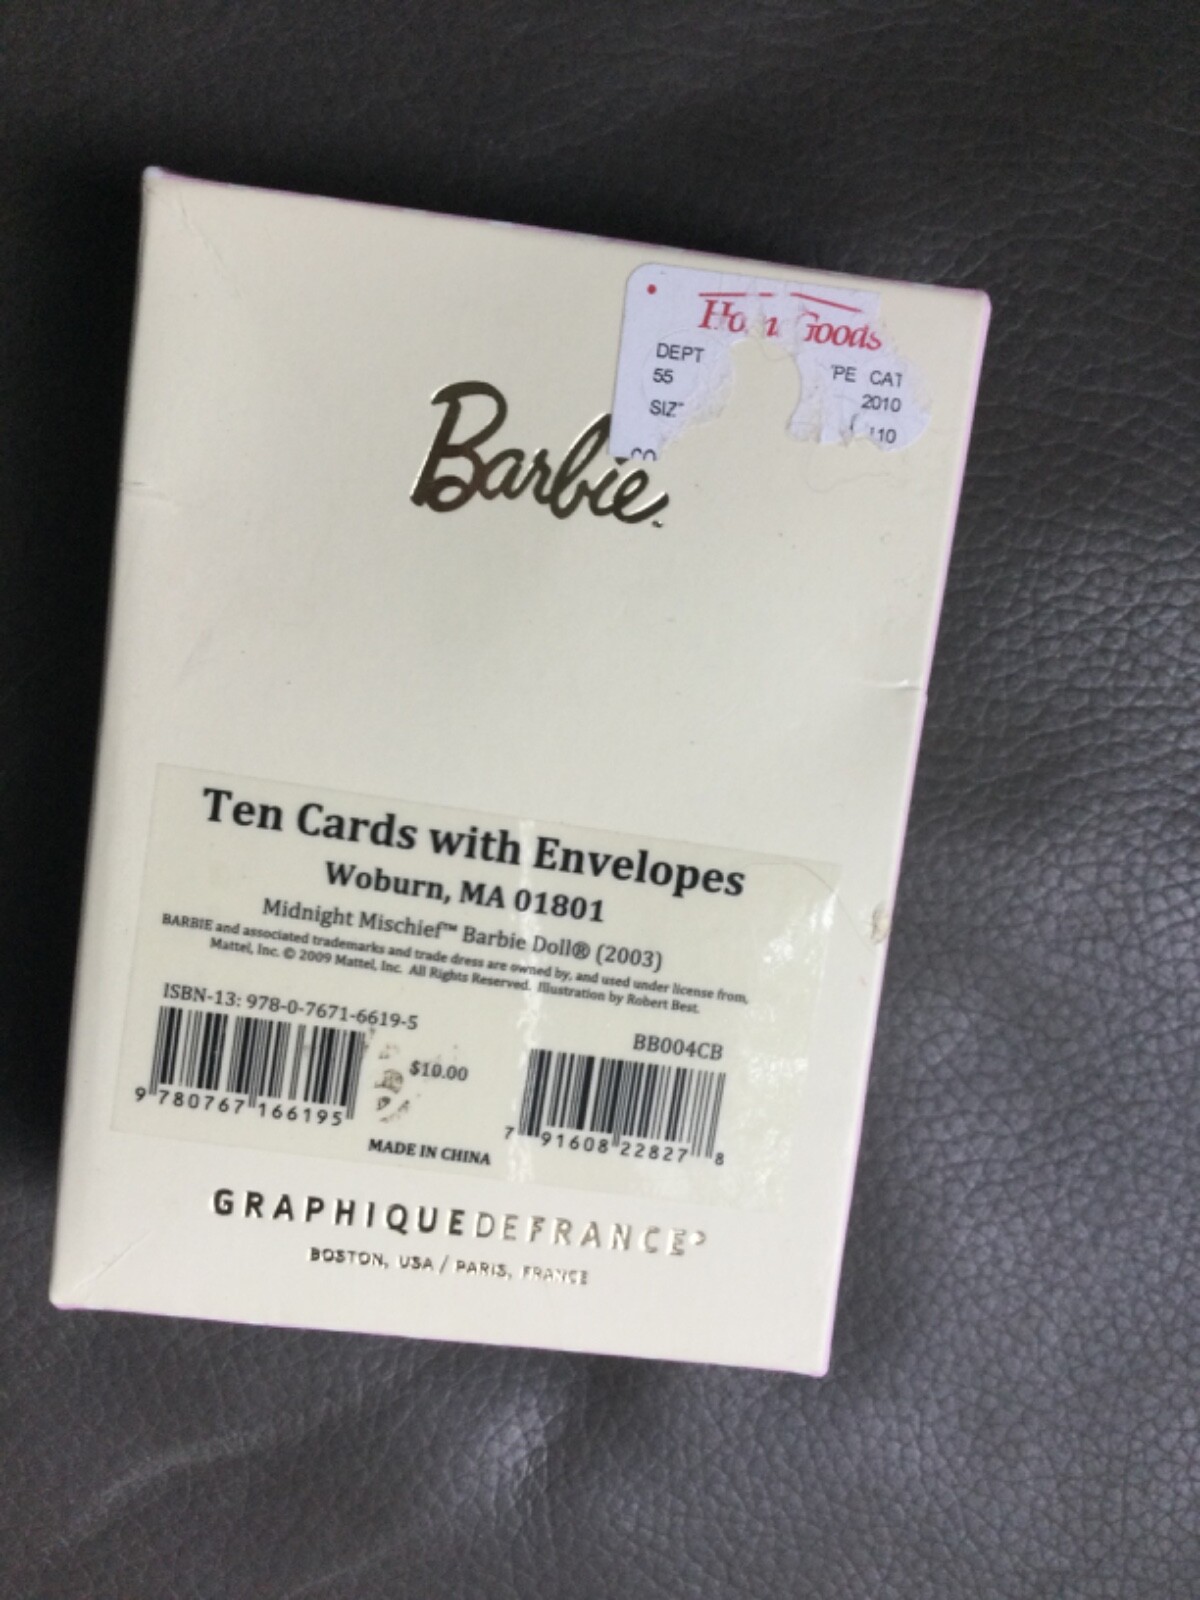 HomeGoods
DEPT
CAT
55
2010
Barbie
Ten Cards with Envelopes
Woburn, MA 01801
Midnight Mischief™ Barbie Doll® (2003)
BARBIE and associated trademarks and trade dress are owned by, and used under license from,
Mattel, Inc. © 2009 Mattel, Inc. All Rights Reserved. Illustration by Robert Best.
ISBN-13: 978-0-7671-6619-5
BB004CB
$10.00
9 780767 166195
7 91608 22827 8
MADE IN CHINA
GRAPHIQUEDEFRANCE®
BOSTON, USA / PARIS, FRANCE